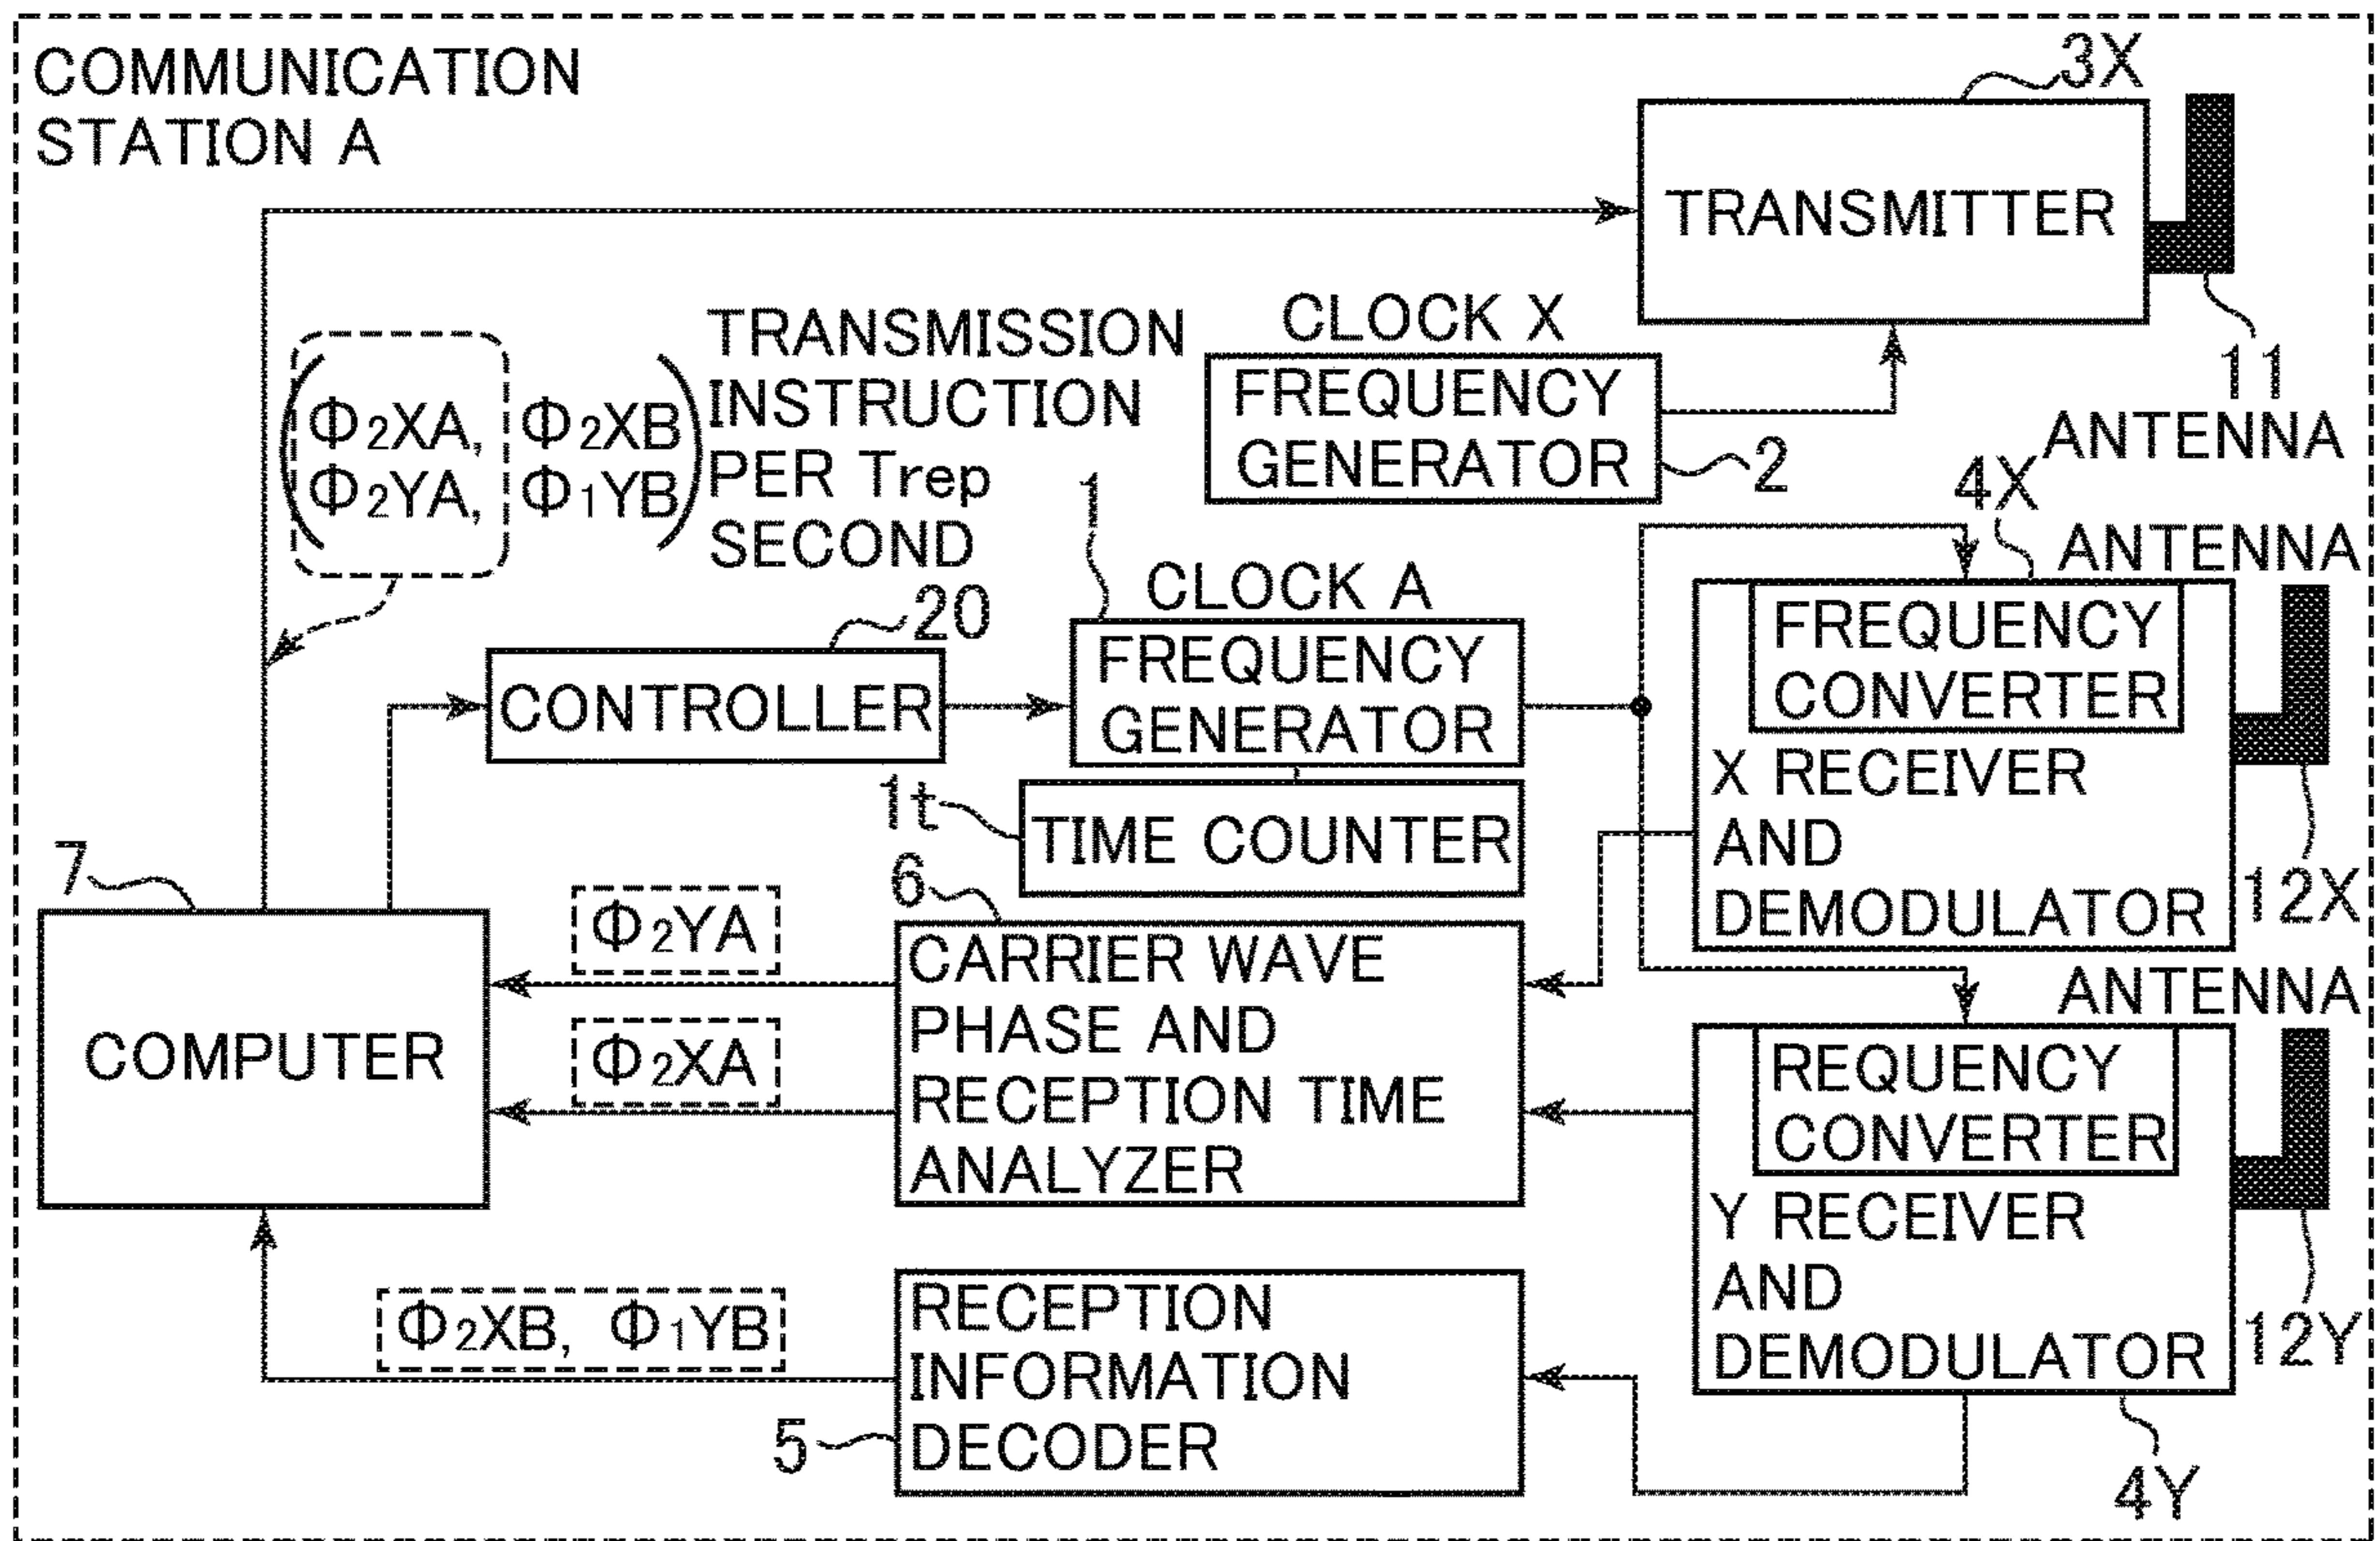 COMMUNICATION
STATION A
3X
TRANSMITTER
11
ANTENNA
CLOCK X
FREQUENCY
GENERATOR
2
(Φ2XA, Φ2XB
Φ2YA, Φ1YB)
TRANSMISSION
INSTRUCTION
PER Trep
SECOND
20
CONTROLLER
1
CLOCK A
FREQUENCY
GENERATOR
1t
TIME COUNTER
4X
ANTENNA
FREQUENCY
CONVERTER
X RECEIVER
AND
DEMODULATOR
12X
7
COMPUTER
Φ2YA
Φ2XA
6
CARRIER WAVE
PHASE AND
RECEPTION TIME
ANALYZER
ANTENNA
REQUENCY
CONVERTER
Y RECEIVER
AND
DEMODULATOR
12Y
4Y
Φ2XB, Φ1YB
RECEPTION
INFORMATION
DECODER
5